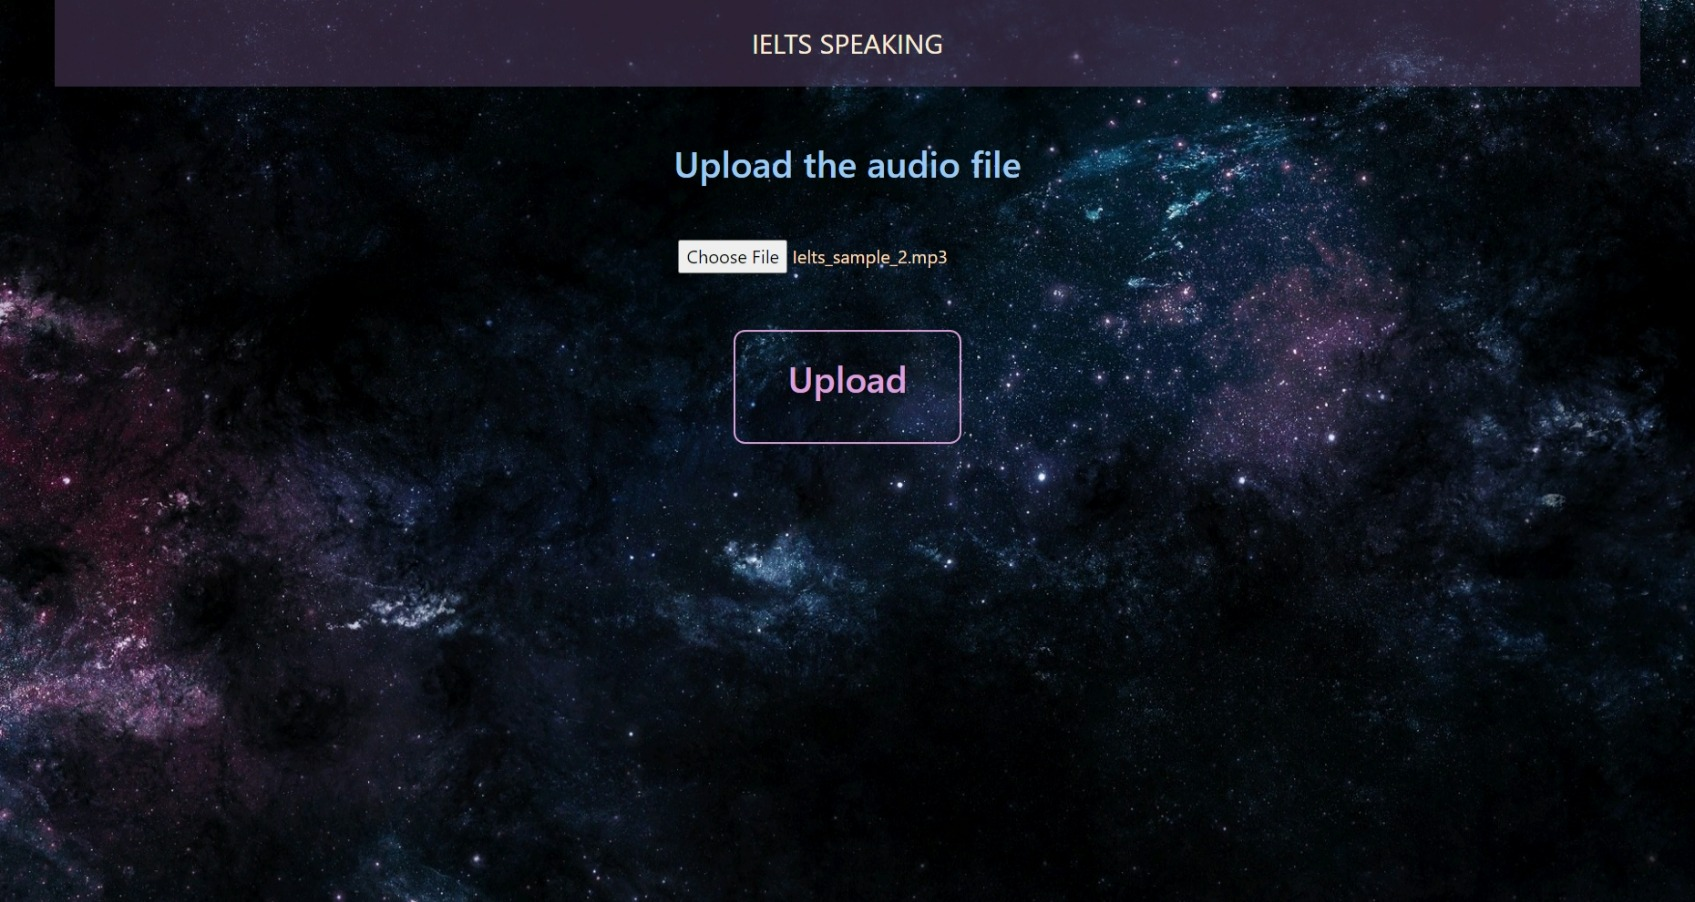 IELTS SPEAKING
Upload the audio file
Choose File Ielts_sample_2.mp3
Upload